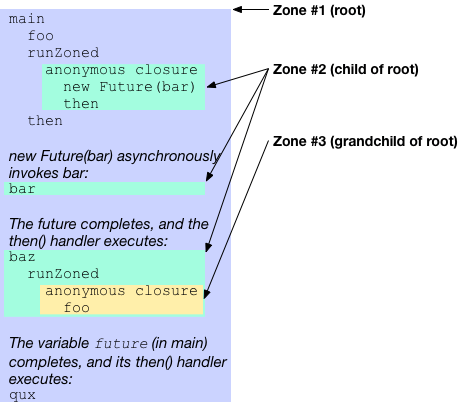 main
foo
runZoned
anonymous closure
new Future(bar)
then
then
new Future(bar) asynchronously
invokes bar:
bar
The future completes, and the
then() handler executes:
baz
runZoned
anonymous closure
foo
The variable future (in main)
completes, and its then() handler
executes:
qux
Zone #1 (root)
Zone #2 (child of root)
Zone #3 (grandchild of root)